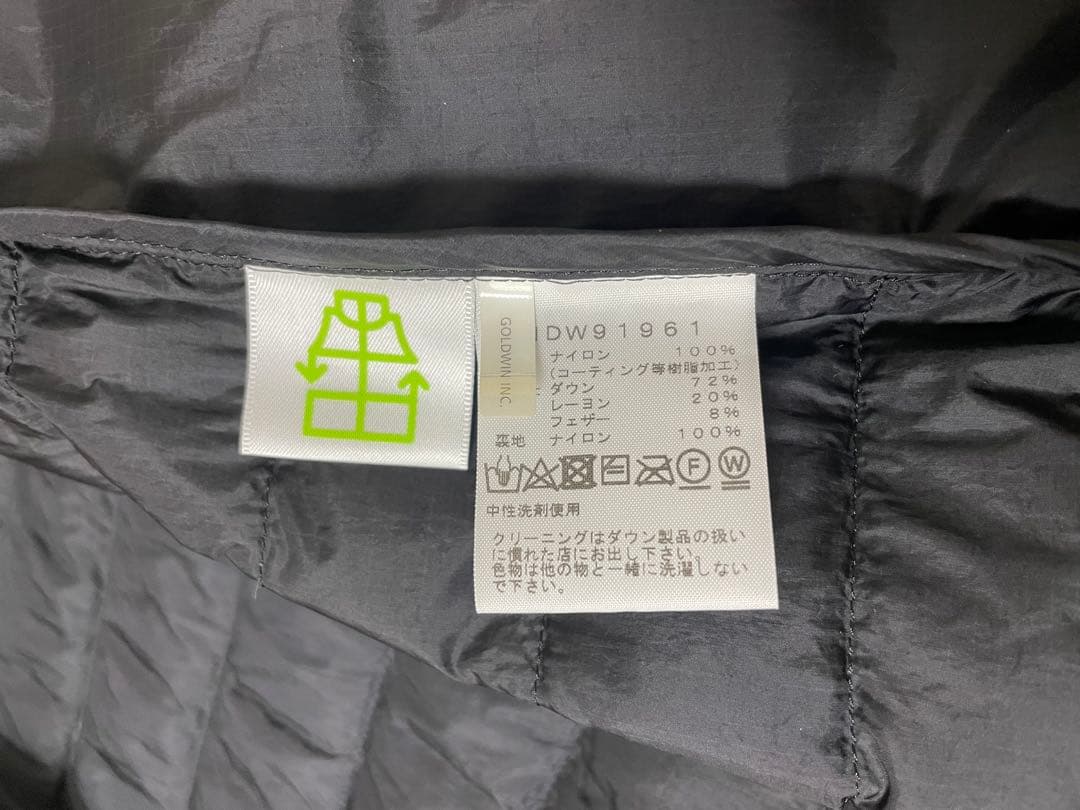 GOLDWIN INC.
DW91961
ナイロン 100%
(コーティング等樹脂加工)
ダウン 72%
レーヨン 20%
フェザー 8%
裏地 ナイロン 100%
F W
中性洗剤使用
クリーニングはダウン製品の扱い
に慣れた店にお出し下さい。
色物は他の物と一緒に洗濯しない
で下さい。